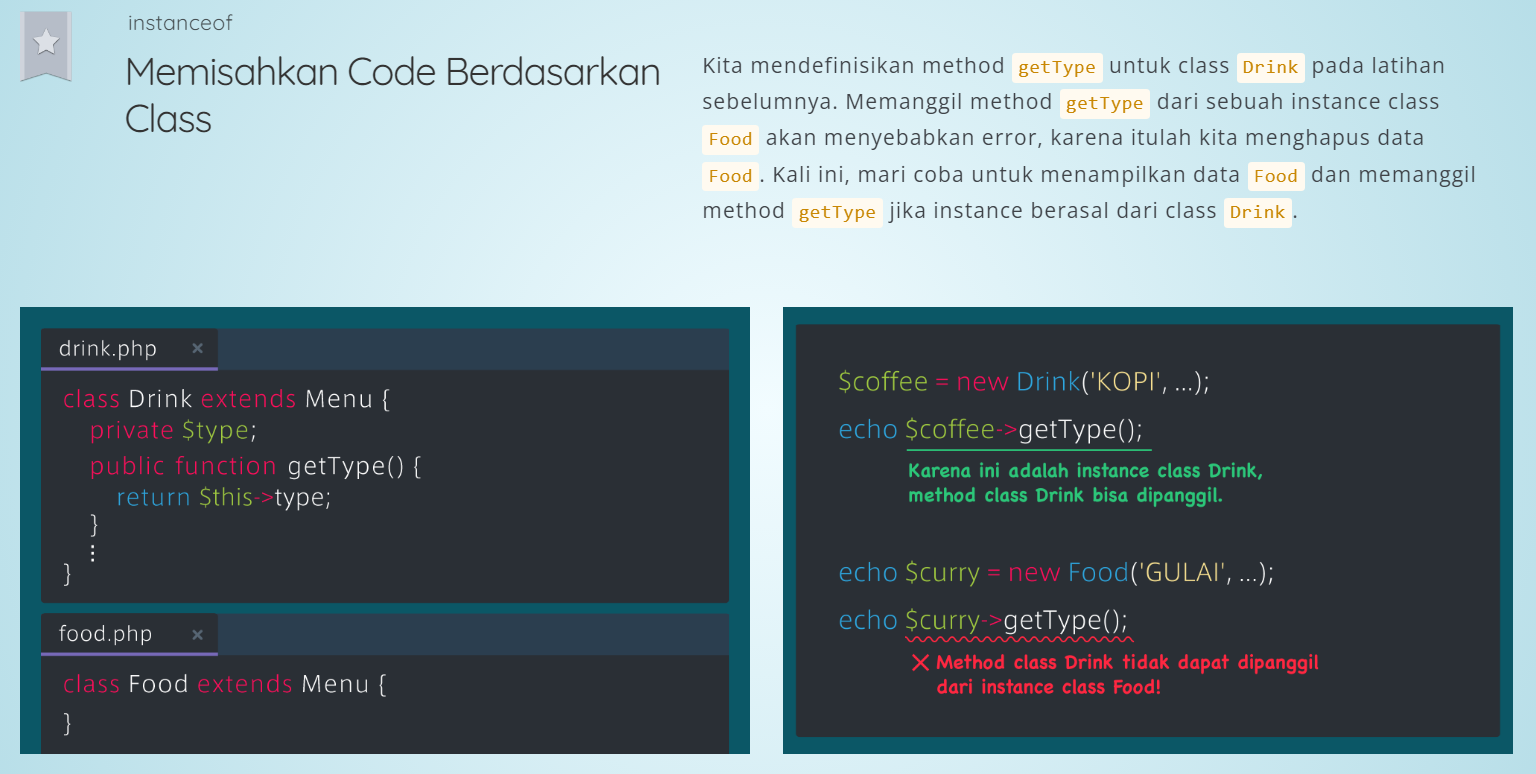 instanceof
Memisahkan Code Berdasarkan
Class
Kita mendefinisikan method getType untuk class Drink pada latihan
sebelumnya. Memanggil method getType dari sebuah instance class
Food akan menyebabkan error, karena itulah kita menghapus data
Food. Kali ini, mari coba untuk menampilkan data Food dan memanggil
method getType jika instance berasal dari class Drink.
drink.php ×
class Drink extends Menu {
private $type;
public function getType() {
return $this->type;
}
⋮
}
food.php ×
class Food extends Menu {
}
$coffee = new Drink('KOPI', ...);
echo $coffee->getType();
Karena ini adalah instance class Drink,
method class Drink bisa dipanggil.
echo $curry = new Food('GULAI', ...);
echo $curry->getType();
× Method class Drink tidak dapat dipanggil
dari instance class Food!